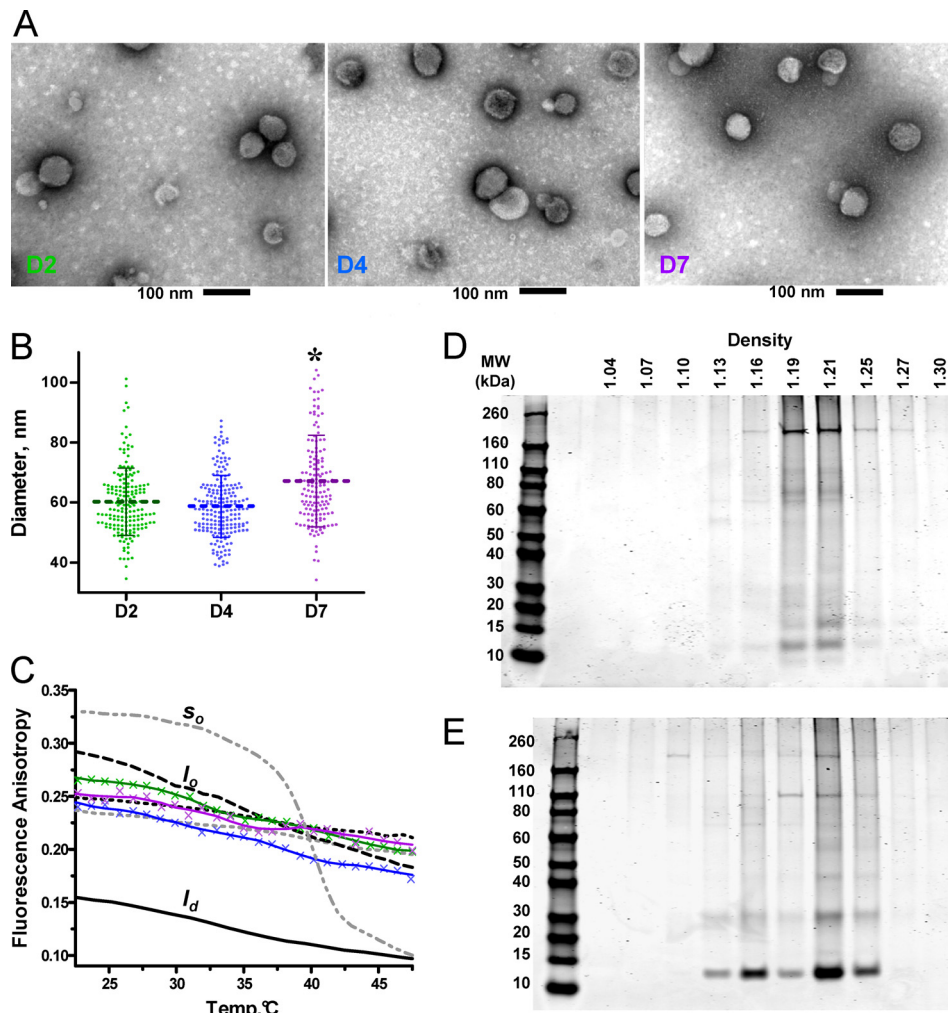 A
D2
D4
D7
100 nm
100 nm
100 nm
B
*
Diameter, nm
100
80
60
40
D2
D4
D7
C
Fluorescence Anisotropy
0.35
0.30
0.25
0.20
0.15
0.10
so
lo
ld
25
30
35
40
45
Temp.°C
D
Density
MW
(kDa)
1.04
1.07
1.10
1.13
1.16
1.19
1.21
1.25
1.27
1.30
260
160
110
80
60
50
40
30
20
15
10
E
260
160
110
80
60
50
40
30
20
15
10